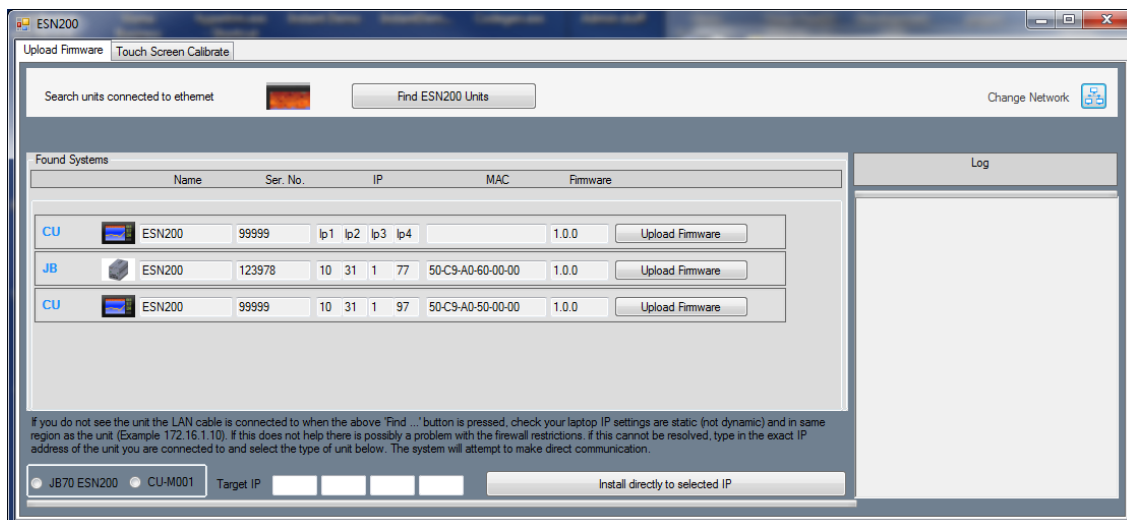 ESN200
Upload Firmware Touch Screen Calibrate
Search units connected to ethernet Find ESN200 Units Change Network
Found Systems
Name Ser. No. IP MAC Firmware
Log
CU ESN200 99999 Ip1 Ip2 Ip3 Ip4 1.0.0 Upload Firmware
JB ESN200 123978 10 31 1 77 50-C9-A0-60-00-00 1.0.0 Upload Firmware
CU ESN200 99999 10 31 1 97 50-C9-A0-50-00-00 1.0.0 Upload Firmware
If you do not see the unit the LAN cable is connected to when the above 'Find ...' button is pressed, check your laptop IP settings are static (not dynamic) and in same
region as the unit (Example 172.16.1.10). If this does not help there is possibly a problem with the firewall restrictions. if this cannot be resolved, type in the exact IP
address of the unit you are connected to and select the type of unit below. The system will attempt to make direct communication.
JB70 ESN200 CU-M001 Target IP Install directly to selected IP